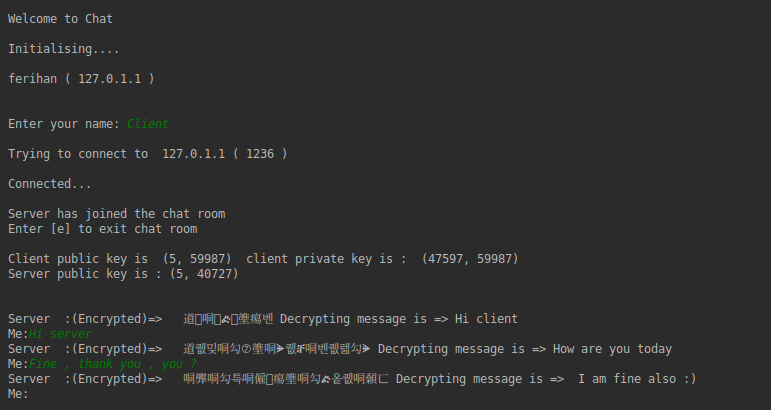 Welcome to Chat
Initialising....
ferihan ( 127.0.1.1 )
Enter your name: Client
Trying to connect to  127.0.1.1 ( 1236 )
Connected...
Server has joined the chat room
Enter [e] to exit chat room
Client public key is  (5, 59987)  client private key is :  (47597, 59987)
Server public key is : (5, 40727)
Server  :(Encrypted)=>  Decrypting message is => Hi client
Me:Hi server
Server  :(Encrypted)=>  Decrypting message is => How are you today
Me:Fine , thank you , you ?
Server  :(Encrypted)=>  Decrypting message is =>  I am fine also :)
Me: